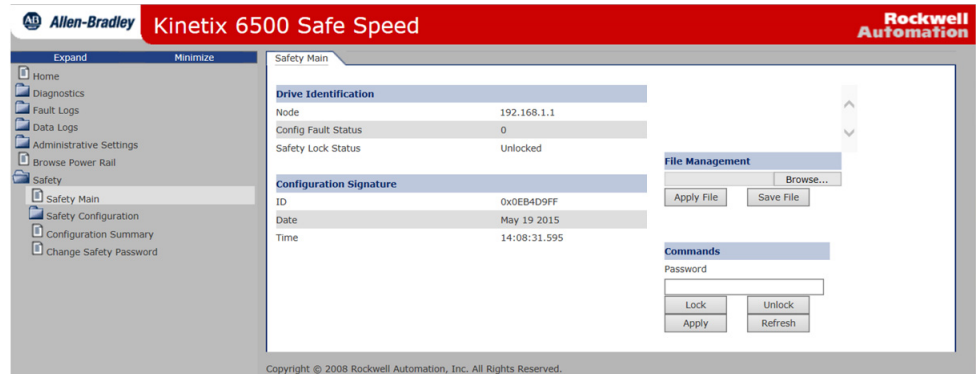 AB Allen-Bradley Kinetix 6500 Safe Speed Rockwell Automation
Expand Minimize
Home
Diagnostics
Fault Logs
Data Logs
Administrative Settings
Browse Power Rail
Safety
Safety Main
Safety Configuration
Configuration Summary
Change Safety Password
Safety Main
Drive Identification
Node 192.168.1.1
Config Fault Status 0
Safety Lock Status Unlocked
Configuration Signature
ID 0x0EB4D9FF
Date May 19 2015
Time 14:08:31.595
File Management
Browse...
Apply File Save File
Commands
Password
Lock Unlock
Apply Refresh
Copyright © 2008 Rockwell Automation, Inc. All Rights Reserved.